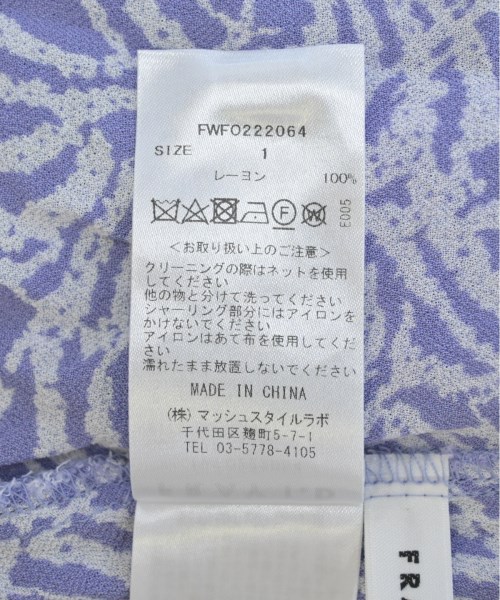 FWFO222064
SIZE 1
レーヨン 100%
F W
E005
<お取り扱い上のご注意>
クリーニングの際はネットを使用
してください
他の物と分けて洗ってください
シャーリング部分にはアイロンを
かけないでください
アイロンはあて布を使用してください
濡れたまま放置しないでください
MADE IN CHINA
(株)マッシュスタイルラボ
千代田区麹町5-7-1
TEL 03-5778-4105
FRA